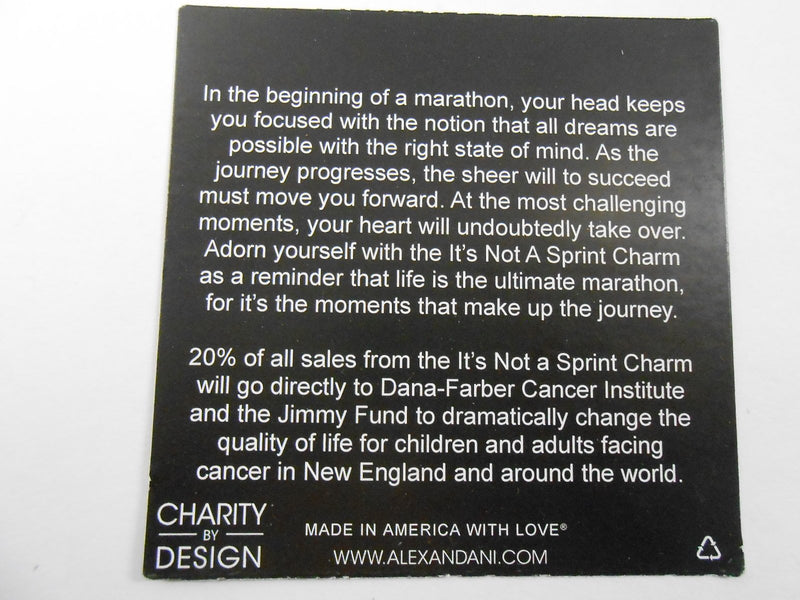 In the beginning of a marathon, your head keeps
you focused with the notion that all dreams are
possible with the right state of mind. As the
journey progresses, the sheer will to succeed
must move you forward. At the most challenging
moments, your heart will undoubtedly take over.
Adorn yourself with the It's Not A Sprint Charm
as a reminder that life is the ultimate marathon,
for it's the moments that make up the journey.
20% of all sales from the It's Not a Sprint Charm
will go directly to Dana-Farber Cancer Institute
and the Jimmy Fund to dramatically change the
quality of life for children and adults facing
cancer in New England and around the world.
CHARITY
BY
DESIGN
MADE IN AMERICA WITH LOVE®
WWW.ALEXANDANI.COM